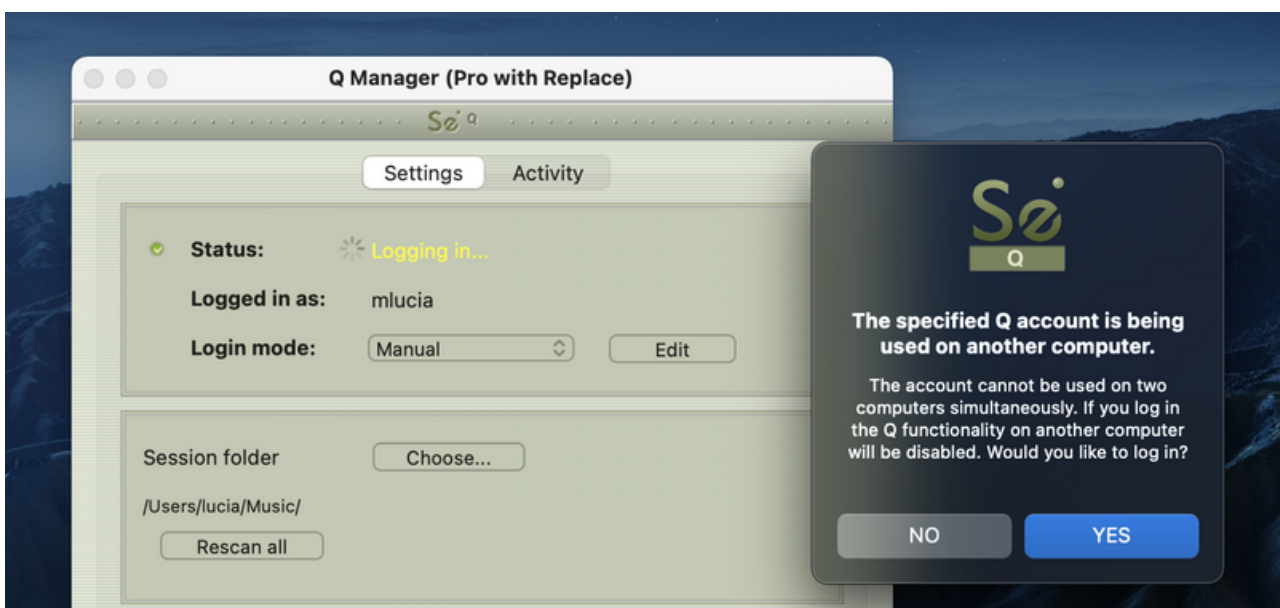 Q Manager (Pro with Replace)
Se Q
Settings Activity
Status: Logging in...
Logged in as: mlucia
Login mode: Manual Edit
Session folder Choose...
/Users/lucia/Music/
Rescan all
Se
Q
The specified Q account is being
used on another computer.
The account cannot be used on two
computers simultaneously. If you log in
the Q functionality on another computer
will be disabled. Would you like to log in?
NO YES